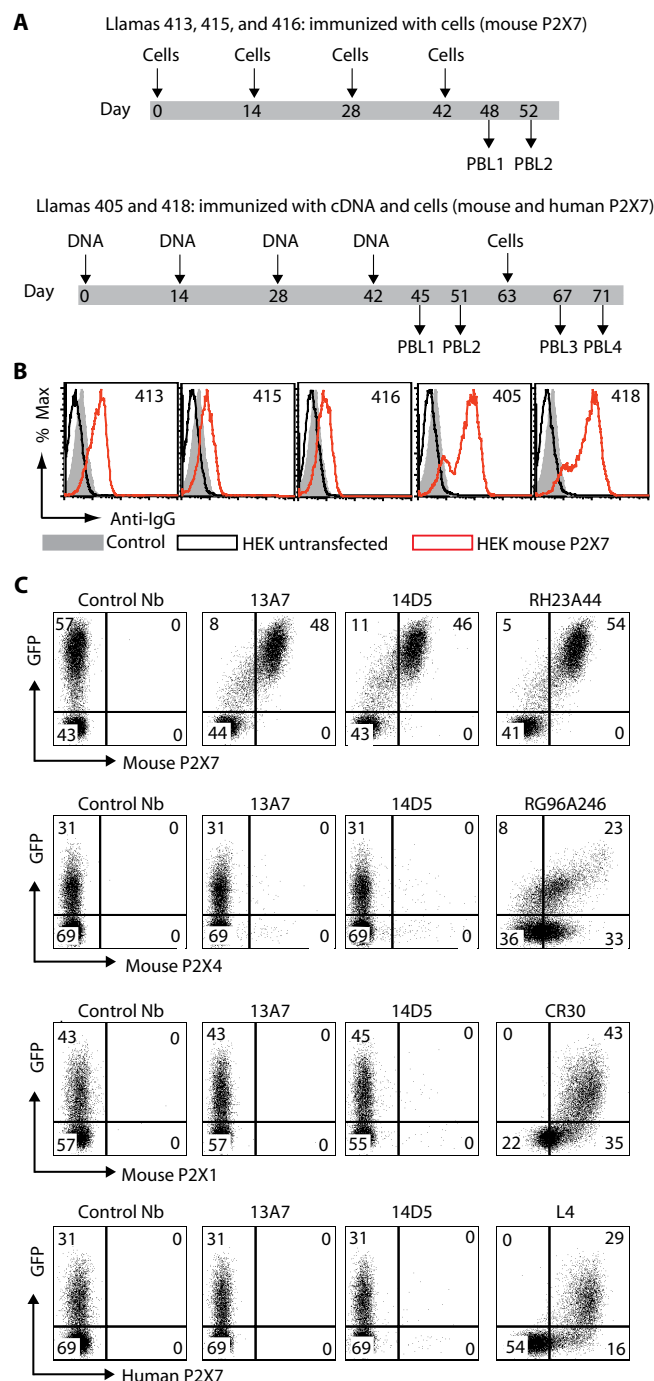 A
Llamas 413, 415, and 416: immunized with cells (mouse P2X7)
Cells Cells Cells Cells
Day 0 14 28 42 48 52
PBL1 PBL2
Llamas 405 and 418: immunized with cDNA and cells (mouse and human P2X7)
DNA DNA DNA DNA Cells
Day 0 14 28 42 45 51 63 67 71
PBL1 PBL2 PBL3 PBL4
B
413 415 416 405 418
% Max
Anti-IgG
Control HEK untransfected HEK mouse P2X7
C
Control Nb 13A7 14D5 RH23A44
57 0 8 48 11 46 5 54
GFP
43 0 44 0 43 0 41 0
Mouse P2X7
Control Nb 13A7 14D5 RG96A246
31 0 31 0 31 0 8 23
GFP
69 0 69 0 69 0 36 33
Mouse P2X4
Control Nb 13A7 14D5 CR30
43 0 43 0 45 0 0 43
GFP
57 0 57 0 55 0 22 35
Mouse P2X1
Control Nb 13A7 14D5 L4
31 0 31 0 31 0 0 29
GFP
69 0 69 0 69 0 54 16
Human P2X7